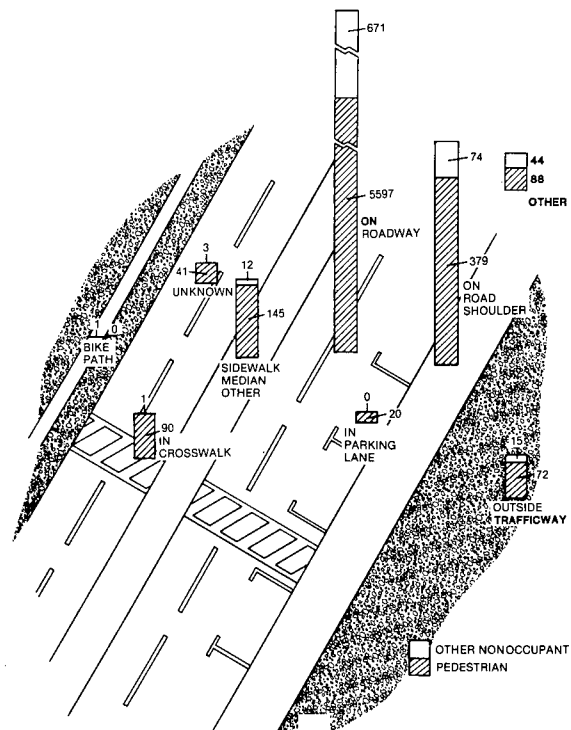 671
74
44
88
OTHER
5597
ON
ROADWAY
3
41
UNKNOWN
12
145
SIDEWALK
MEDIAN
OTHER
379
ON
ROAD
SHOULDER
1 0
BIKE
PATH
1
90
IN
CROSSWALK
0
20
IN
PARKING
LANE
15
72
OUTSIDE
TRAFFICWAY
OTHER NONOCCUPANT
PEDESTRIAN